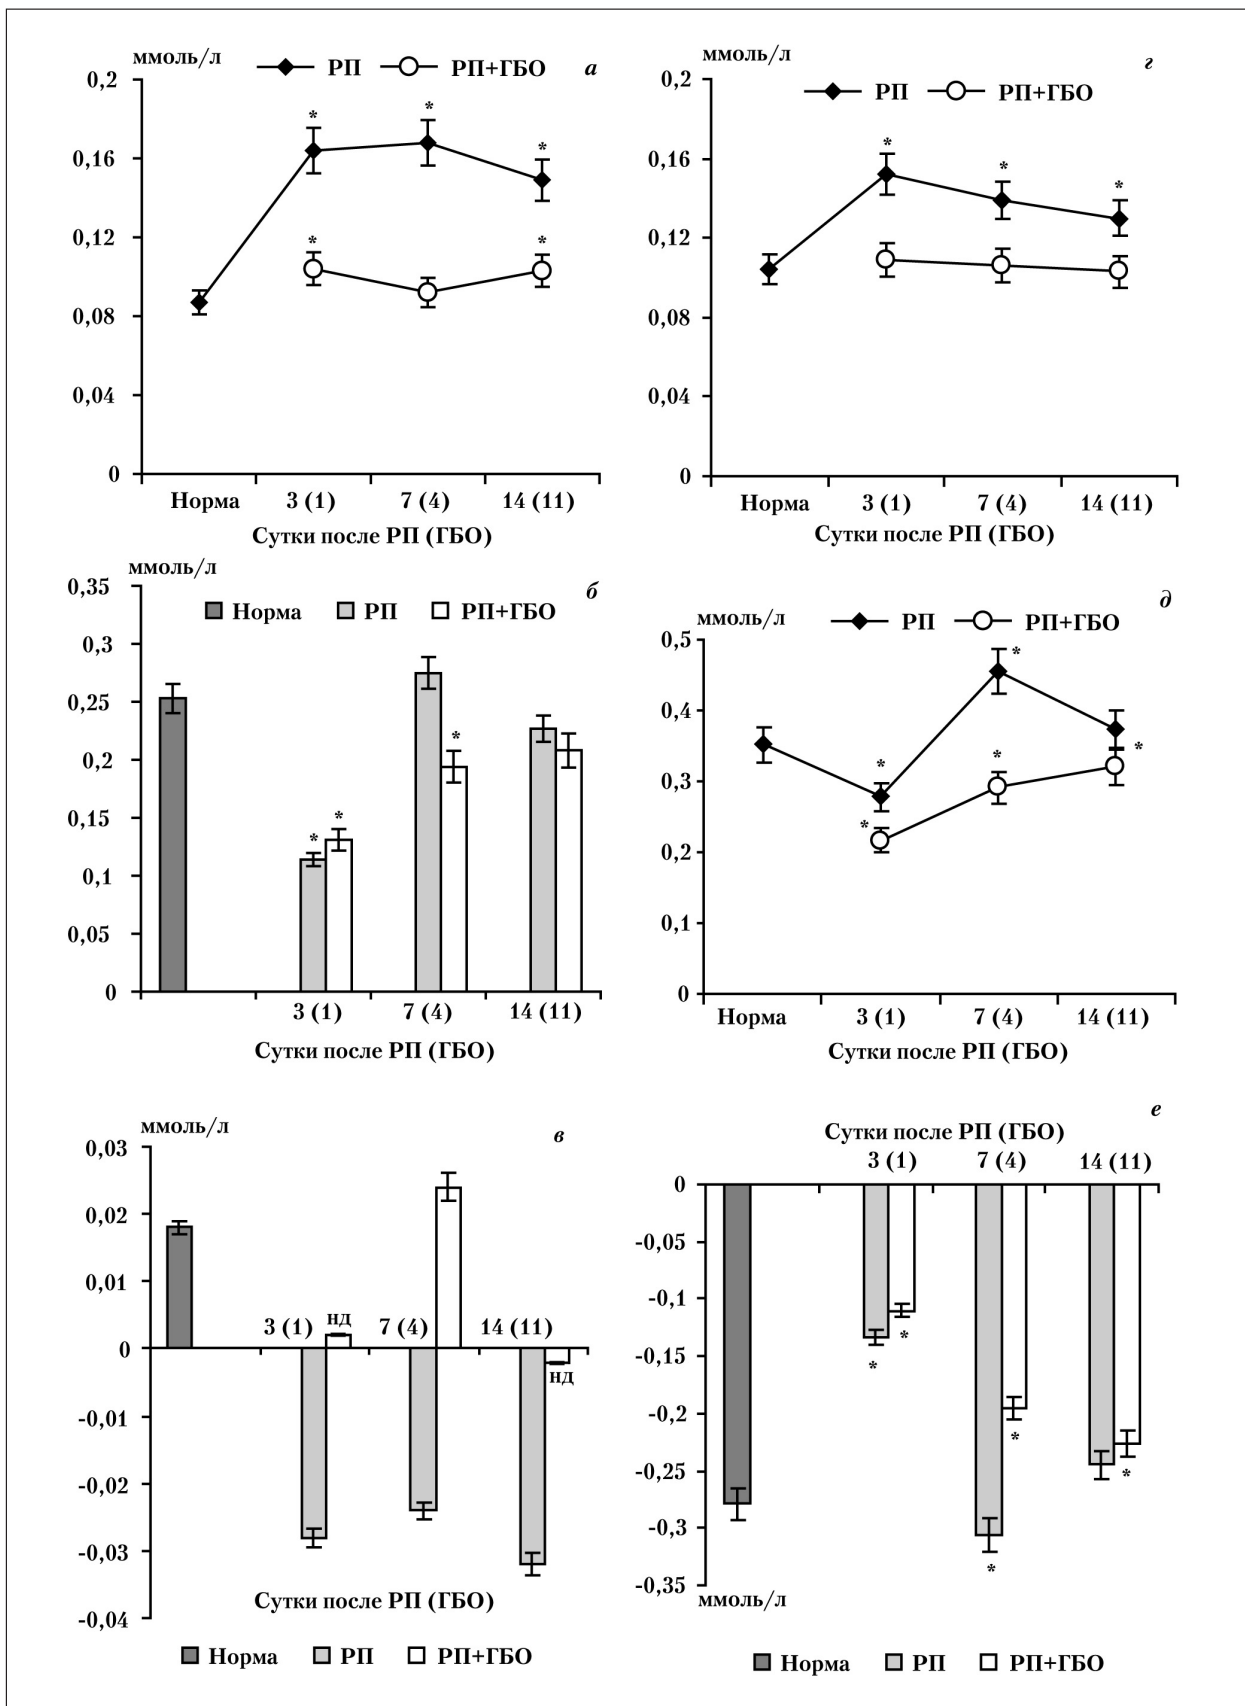 ммоль/л
РП РП+ГБО а
0,2
0,16
0,12
0,08
0,04
0
* * *
* *
Норма 3 (1) 7 (4) 14 (11)
Сутки после РП (ГБО)
ммоль/л
г
РП РП+ГБО
0,2
0,16
0,12
0,08
0,04
0
* * *
Норма 3 (1) 7 (4) 14 (11)
Сутки после РП (ГБО)
ммоль/л
б
Норма РП РП+ГБО
0,35
0,3
0,25
0,2
0,15
0,1
0,05
0
* * *
3 (1) 7 (4) 14 (11)
Сутки после РП (ГБО)
д
ммоль/л РП РП+ГБО
0,5
0,4
0,3
0,2
0,1
0
* * * * *
Норма 3 (1) 7 (4) 14 (11)
Сутки после РП (ГБО)
ммоль/л
в
0,03
0,02
0,01
0
-0,01
-0,02
-0,03
-0,04
3 (1) нд 7 (4) 14 (11)
нд
Сутки после РП (ГБО)
Норма РП РП+ГБО
е
Сутки после РП (ГБО)
3 (1) 7 (4) 14 (11)
0
-0,05
-0,1
-0,15
-0,2
-0,25
-0,3
-0,35
* * * * *
ммоль/л
Норма РП РП+ГБО